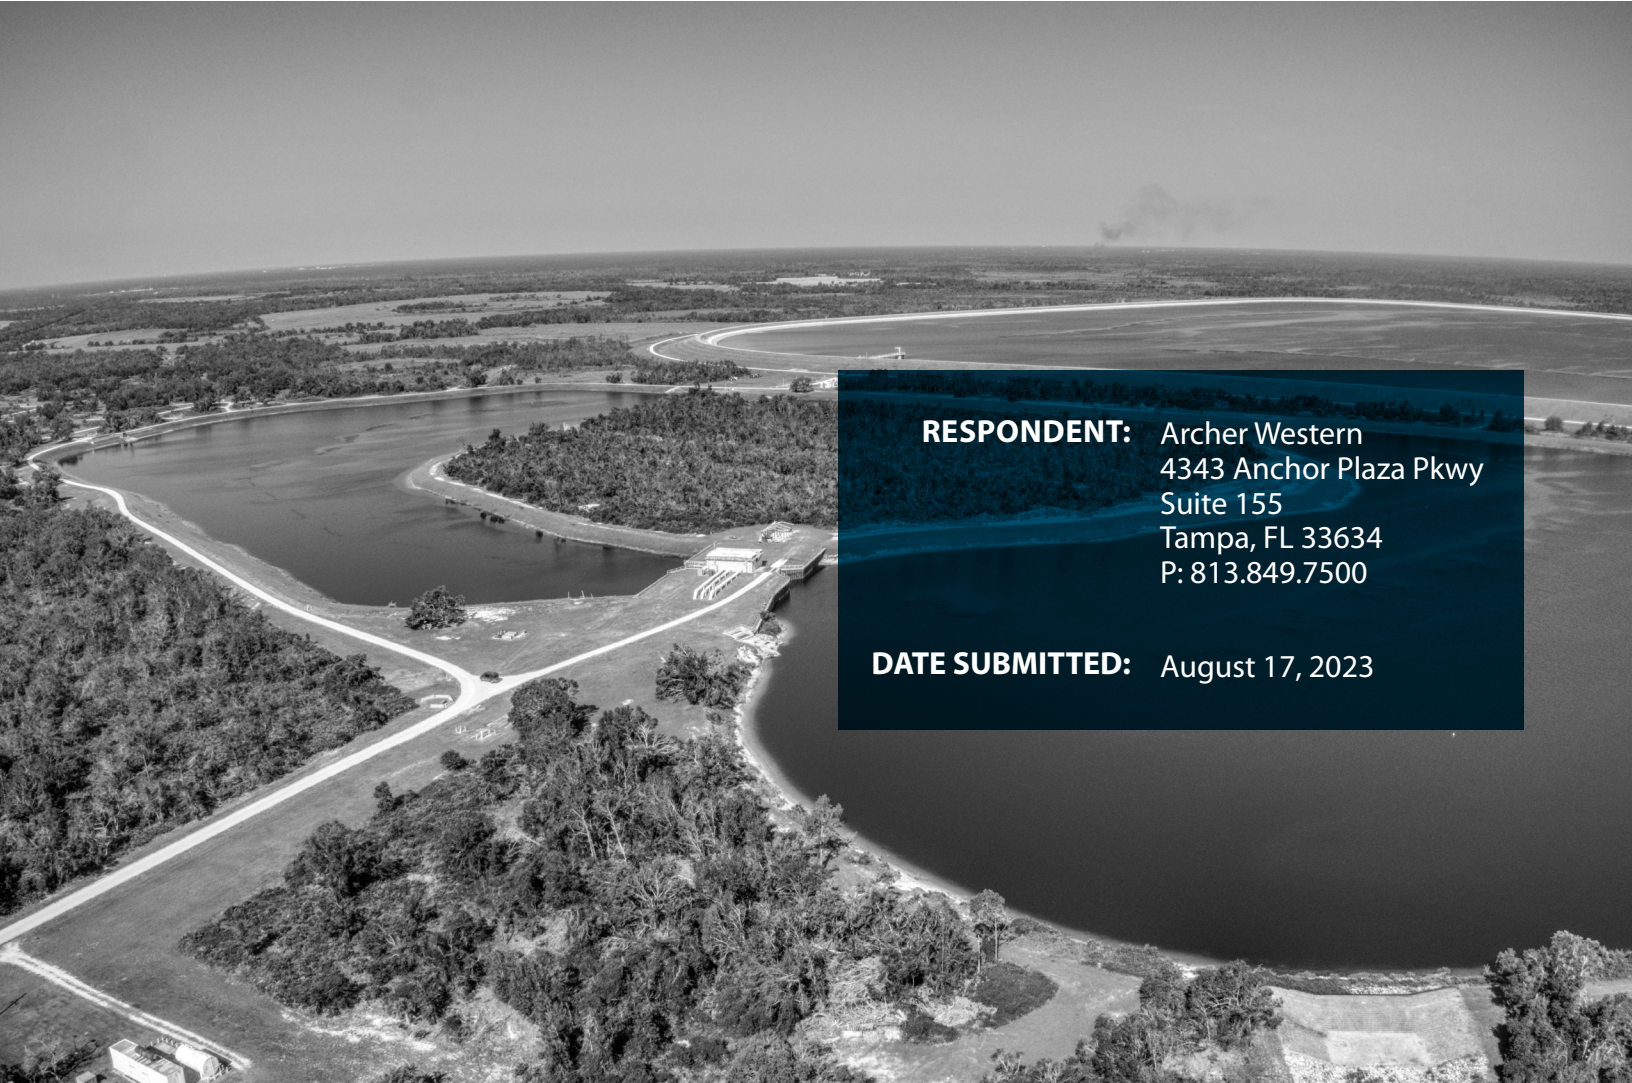 RESPONDENT: Archer Western
4343 Anchor Plaza Pkwy
Suite 155
Tampa, FL 33634
P: 813.849.7500
DATE SUBMITTED: August 17, 2023